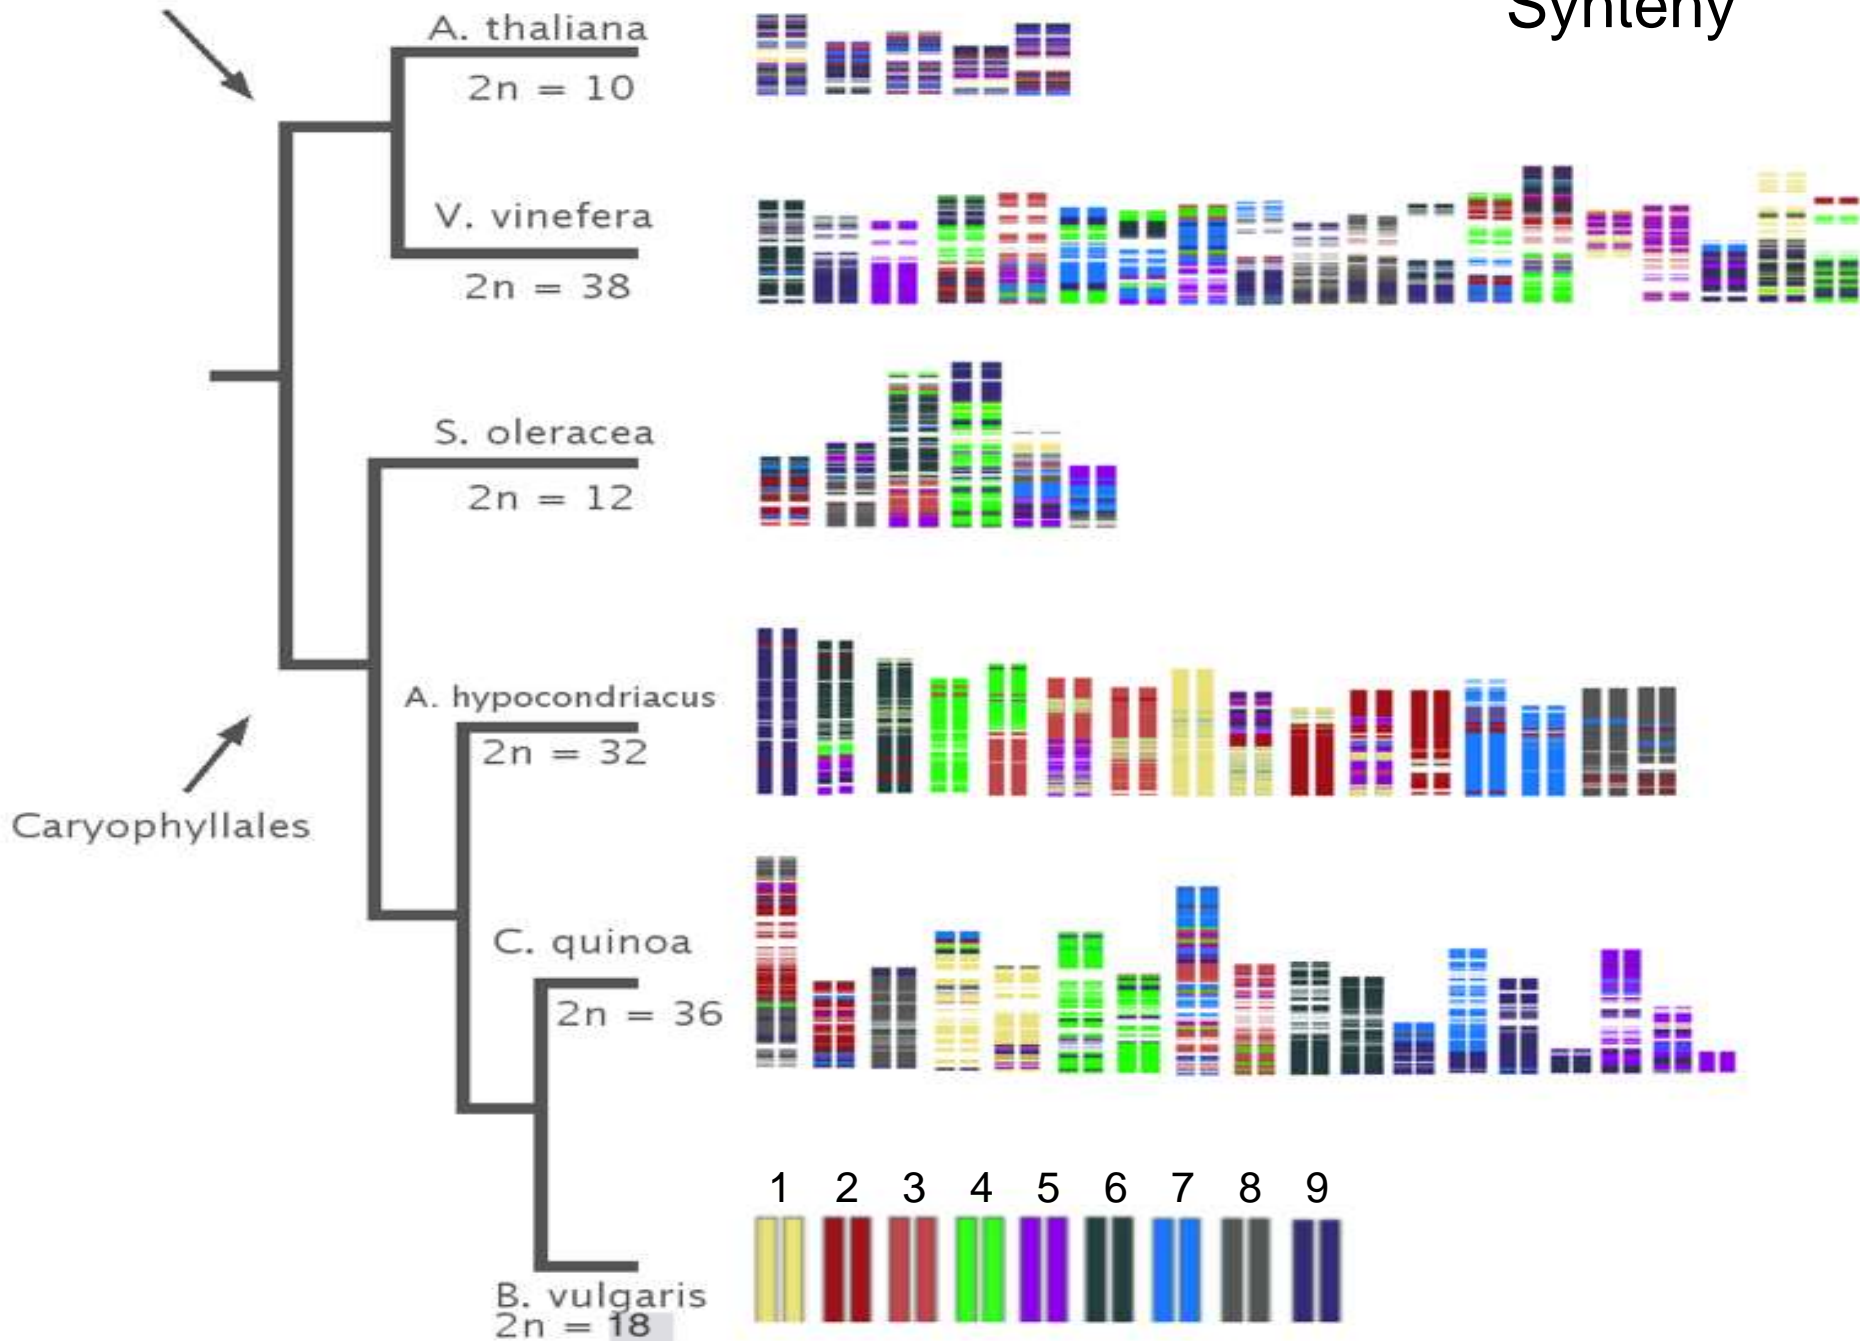 Synteny
A. thaliana
2n = 10
V. vinefera
2n = 38
S. oleracea
2n = 12
A. hypocondriacus
2n = 32
Caryophyllales
C. quinoa
2n = 36
1 2 3 4 5 6 7 8 9
B. vulgaris
2n = 18